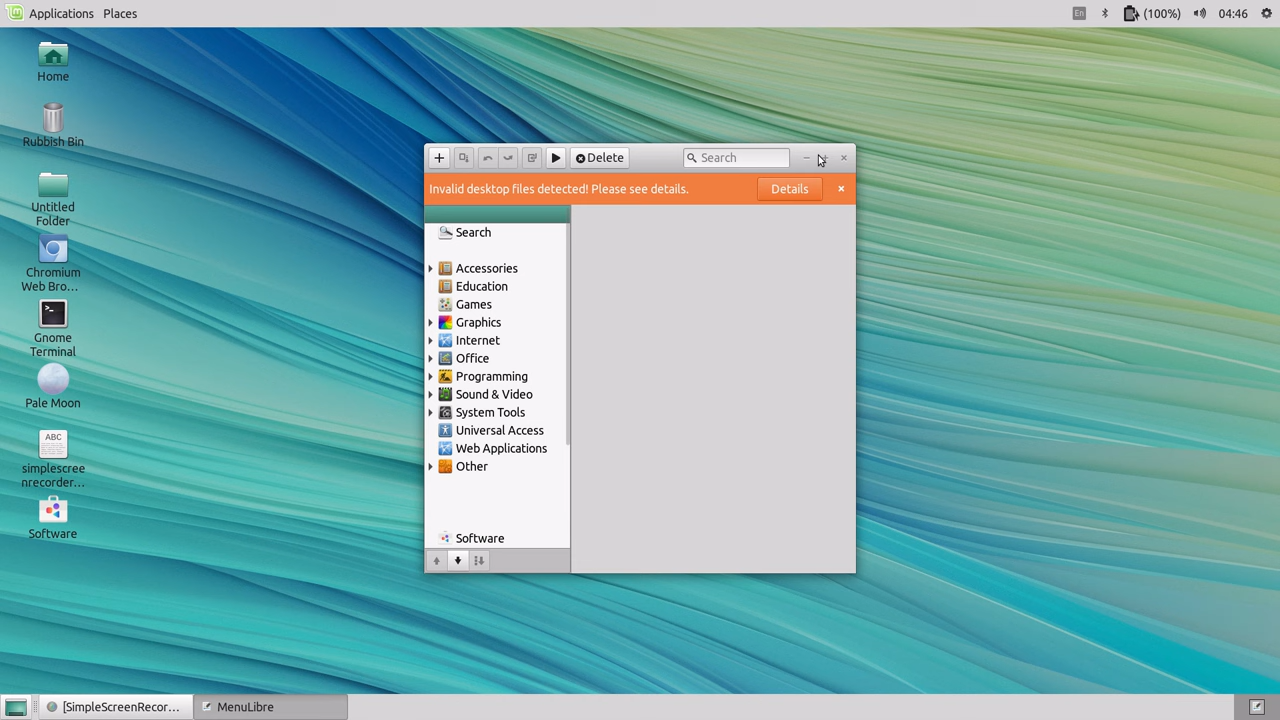 Applications Places
En (100%) 04:46
Home
Rubbish Bin
Untitled
Folder
Chromium
Web Bro…
Gnome
Terminal
Pale Moon
ABC
simplescree
nrecorder…
Software
Delete
Search
Invalid desktop files detected! Please see details.
Details
Search
Accessories
Education
Games
Graphics
Internet
Office
Programming
Sound & Video
System Tools
Universal Access
Web Applications
Other
Software
[SimpleScreenRecor…
MenuLibre